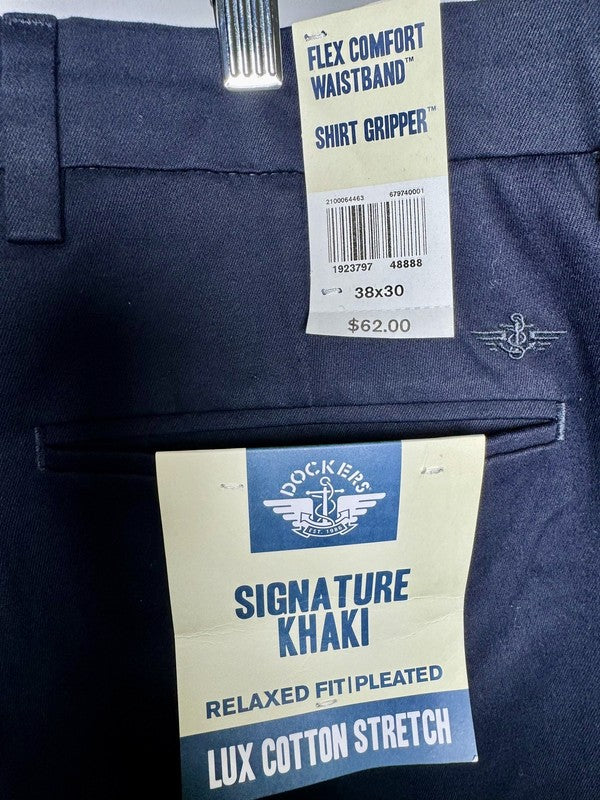 FLEX COMFORT
WAISTBAND™
SHIRT GRIPPER™
2100064463 679740001
1923797 48888
38x30
$62.00
DOCKERS
EST. 1986
SIGNATURE
KHAKI
RELAXED FIT|PLEATED
LUX COTTON STRETCH